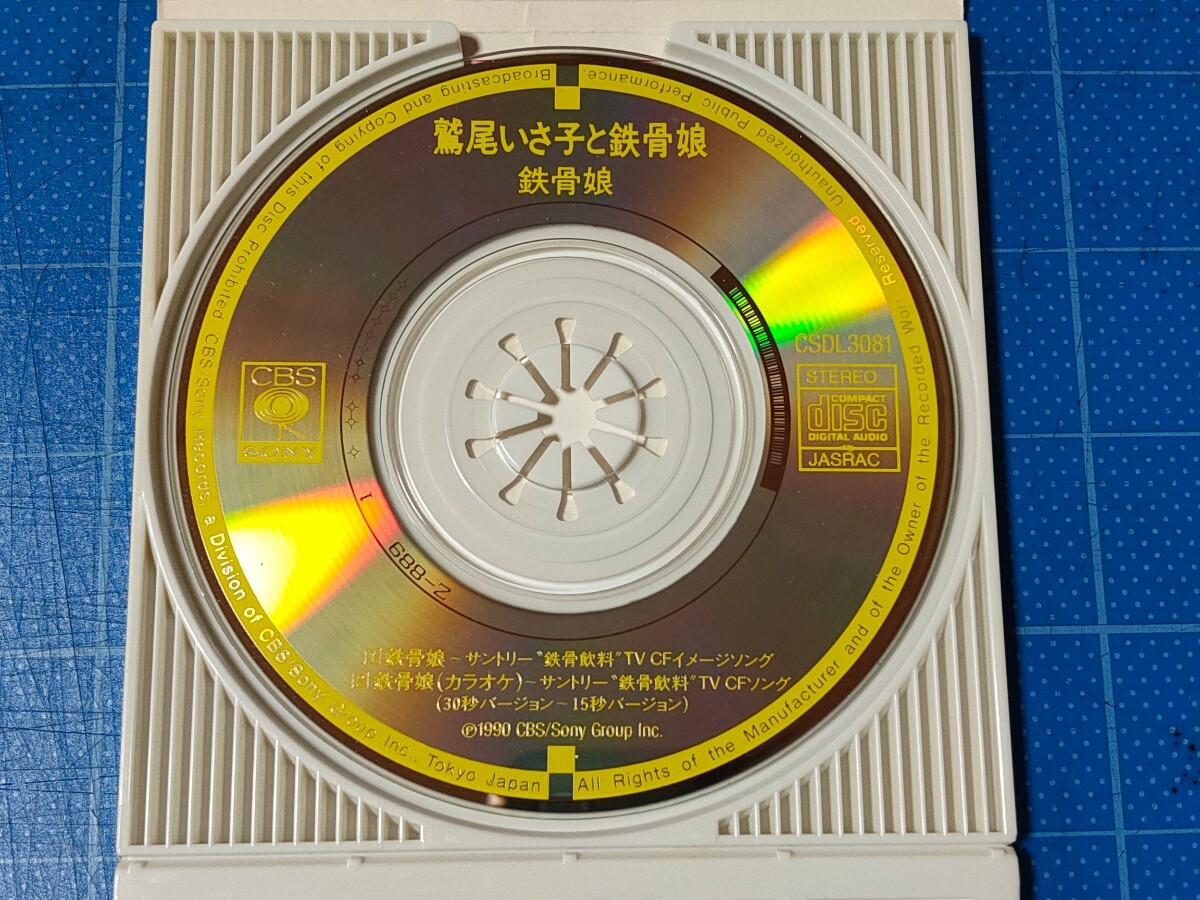 鷲尾いさ子と鉄骨娘
鉄骨娘
CBS
SONY
CSDL3081
STEREO
COMPACT
disc
DIGITAL AUDIO
JASRAC
1
Z-889
1鉄骨娘〜サントリー“鉄骨飲料”TV CFイメージソング
2鉄骨娘(カラオケ)〜サントリー“鉄骨飲料”TV CFソング
(30秒バージョン〜15秒バージョン)
℗1990 CBS/Sony Group Inc.
All Rights of the Manufacturer and of the Owner of the Recorded Work Reserved Unauthorized Public Performance, Broadcasting and Copying of this Disc Prohibited CBS/Sony Records, a Division of CBS/Sony Group Inc., Tokyo Japan